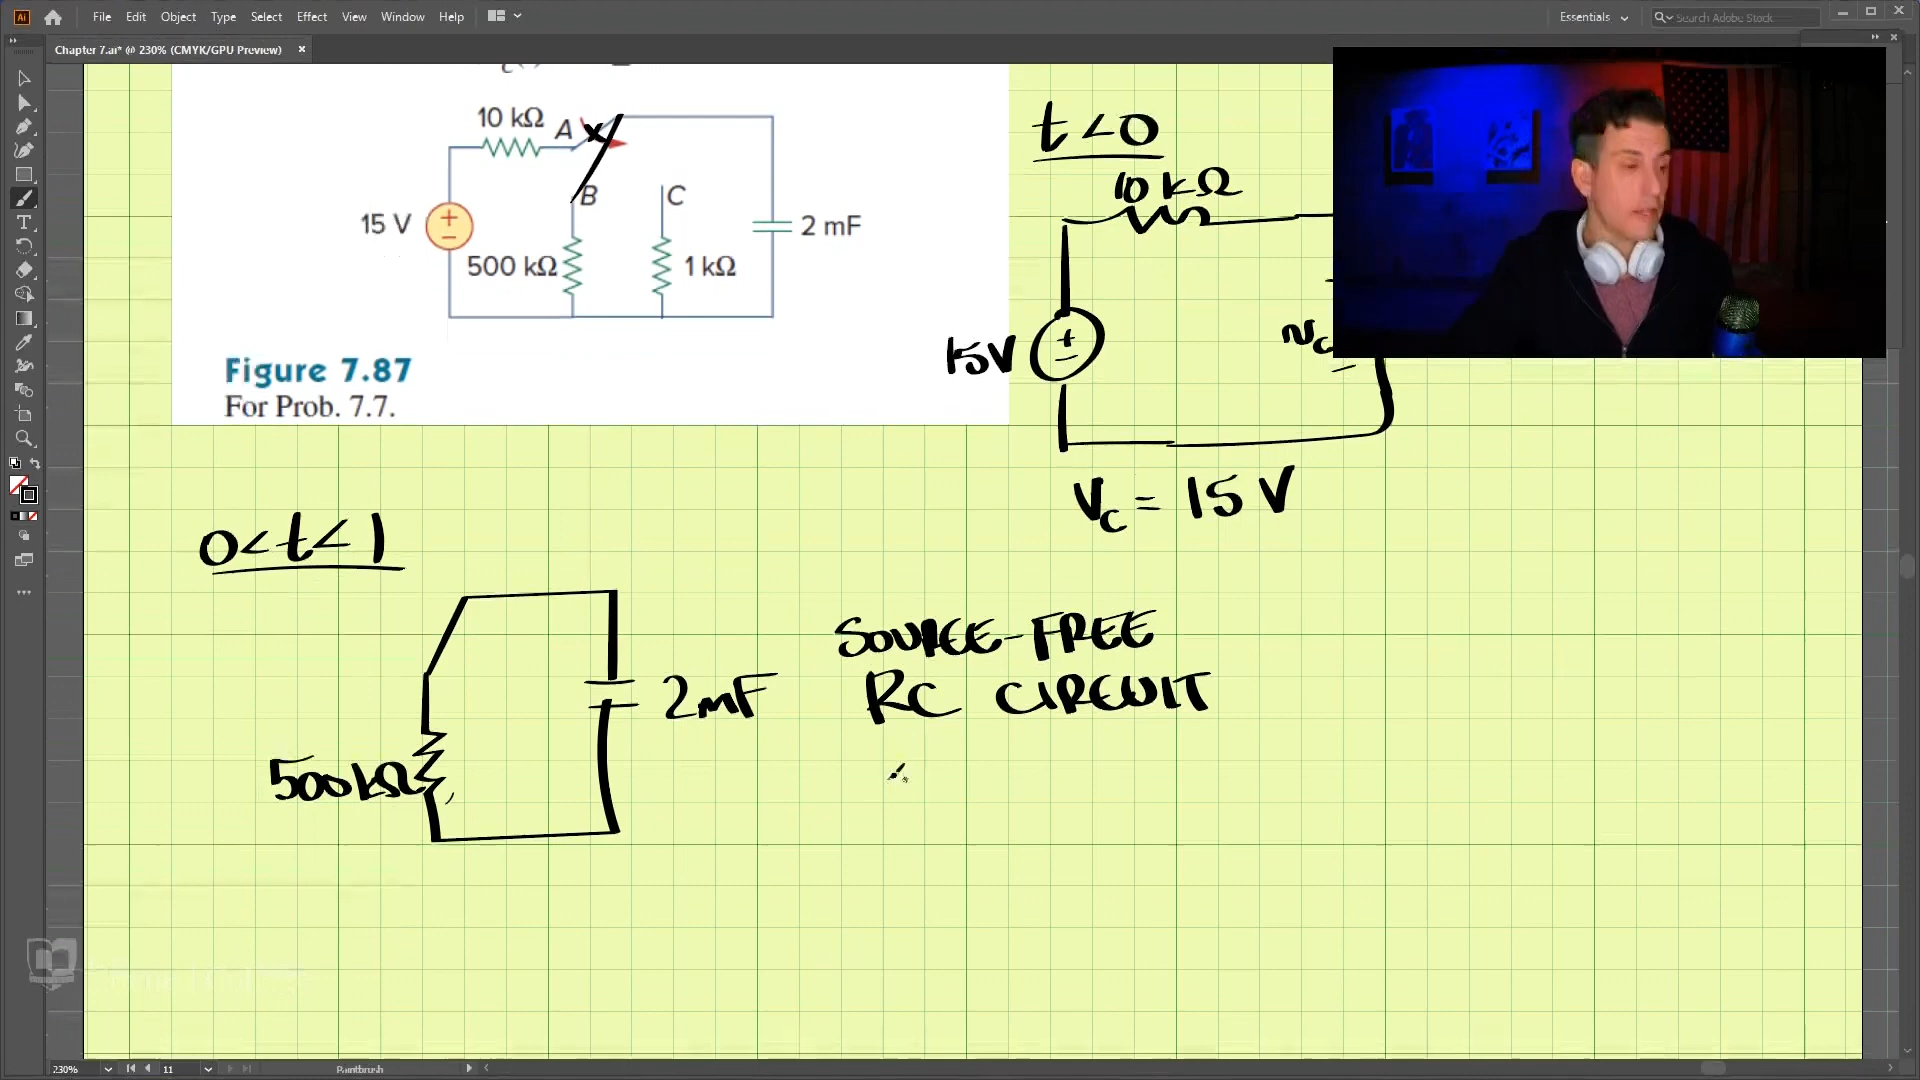 File Edit Object Type Select Effect View Window Help
Essentials
Search Adobe Stock
Chapter 7.ai* @ 230% (CMYK/GPU Preview)
10 kΩ
A
B
C
15 V
500 kΩ
1 kΩ
2 mF
Figure 7.87
For Prob. 7.7.
t<0
10 kΩ
15V
Vc = 15 V
0<t<1
500kΩ
2mF
SOURCE-FREE
RC CIRCUIT
230%
11
Paintbrush